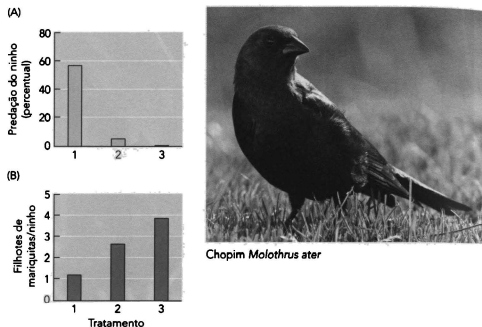 (A)
Predação do ninho
(percentual)
80
60
40
20
0
1 2 3
(B)
Filhotes de
mariquitas/ninho
5
4
3
2
1
0
1 2 3
Tratamento
Chopim Molothrus ater